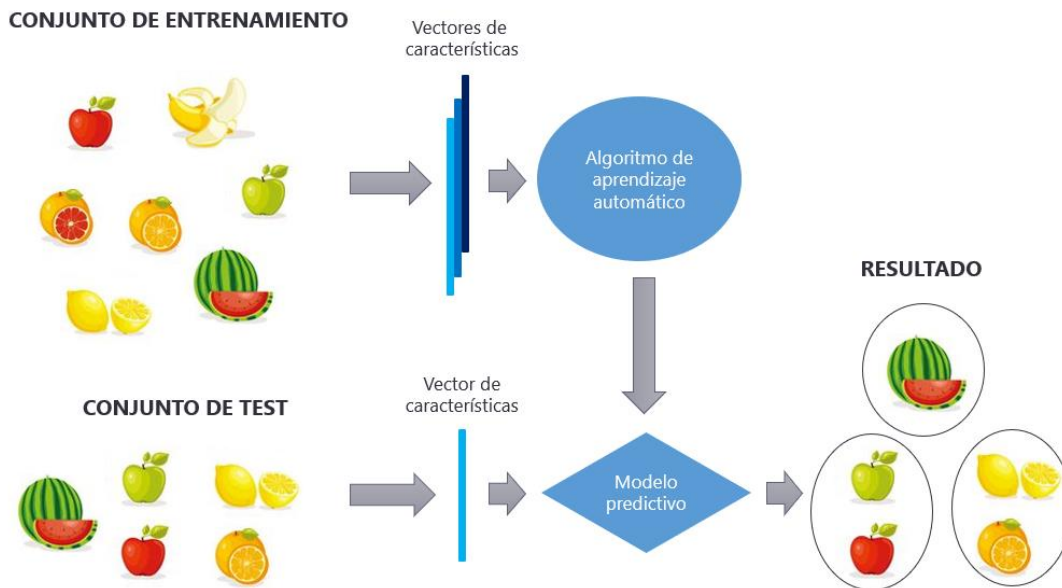 CONJUNTO DE ENTRENAMIENTO
Vectores de
características
Algoritmo de
aprendizaje
automático
RESULTADO
CONJUNTO DE TEST
Vector de
características
Modelo
predictivo